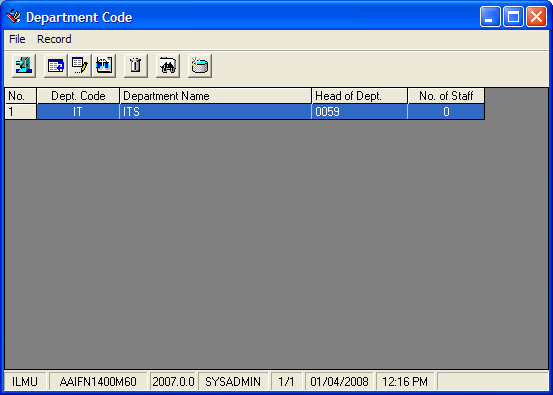 Department Code
File Record
No. Dept. Code Department Name Head of Dept. No. of Staff
1 IT ITS 0059 0
ILMU AAIFN1400M60 2007.0.0 SYSADMIN 1/1 01/04/2008 12:16 PM